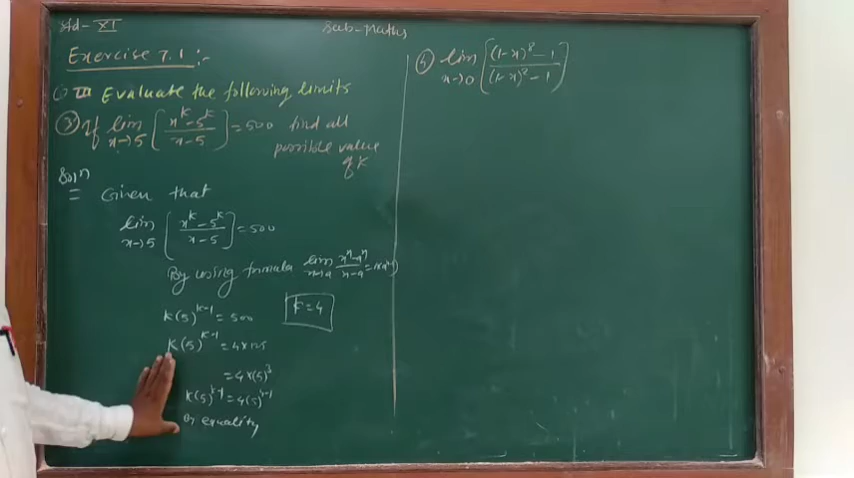 Std- XI
Sub- Maths
Exercise 7.1 :-
Q III Evaluate the following limits
③ If lim x→5 [x^k - 5^k / x - 5] = 500 find all
possible value
of k
Soln
= Given that
lim x→5 [x^k - 5^k / x - 5] = 500
By using formula lim x→a x^n - a^n / x - a = na^n-1
k(5)^k-1 = 500
k = 4
k(5)^k-1 = 4 × 125
= 4 × (5)^3
k(5)^k-1 = 4(5)^4-1
By equality
lim x→0 [(1-x)^8 - 1 / (1-x)^2 - 1]